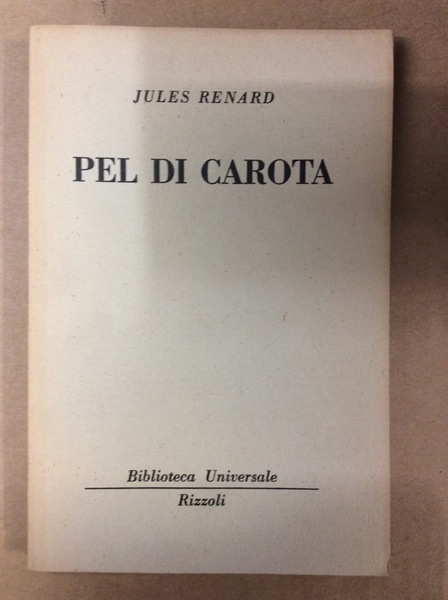 JULES RENARD
PEL DI CAROTA
Biblioteca Universale
Rizzoli